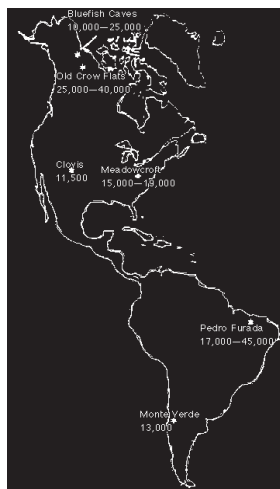 Bluefish Caves
10,000—25,000
Old Crow Flats
25,000—40,000
Clovis
11,500
Meadowcroft
15,000—19,000
Pedro Furada
17,000—45,000
Monte Verde
13,000